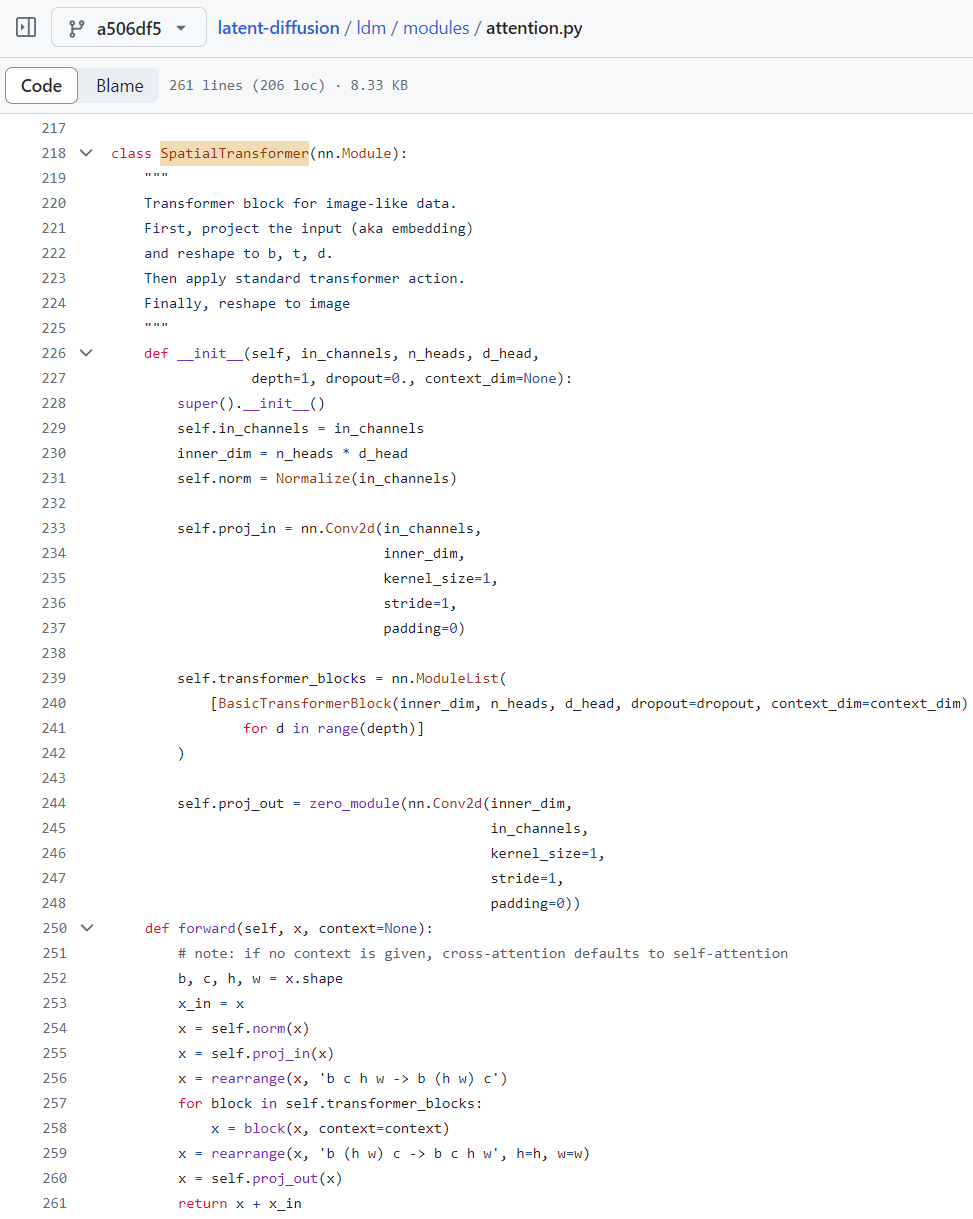 a506df5 latent-diffusion / ldm / modules / attention.py
Code Blame 261 lines (206 loc) · 8.33 KB
217
218 class SpatialTransformer(nn.Module):
219     """
220     Transformer block for image-like data.
221     First, project the input (aka embedding)
222     and reshape to b, t, d.
223     Then apply standard transformer action.
224     Finally, reshape to image
225     """
226     def __init__(self, in_channels, n_heads, d_head,
227                  depth=1, dropout=0., context_dim=None):
228         super().__init__()
229         self.in_channels = in_channels
230         inner_dim = n_heads * d_head
231         self.norm = Normalize(in_channels)
232
233         self.proj_in = nn.Conv2d(in_channels,
234                                  inner_dim,
235                                  kernel_size=1,
236                                  stride=1,
237                                  padding=0)
238
239         self.transformer_blocks = nn.ModuleList(
240             [BasicTransformerBlock(inner_dim, n_heads, d_head, dropout=dropout, context_dim=context_dim)
241                 for d in range(depth)]
242         )
243
244         self.proj_out = zero_module(nn.Conv2d(inner_dim,
245                                               in_channels,
246                                               kernel_size=1,
247                                               stride=1,
248                                               padding=0))
250     def forward(self, x, context=None):
251         # note: if no context is given, cross-attention defaults to self-attention
252         b, c, h, w = x.shape
253         x_in = x
254         x = self.norm(x)
255         x = self.proj_in(x)
256         x = rearrange(x, 'b c h w -> b (h w) c')
257         for block in self.transformer_blocks:
258             x = block(x, context=context)
259         x = rearrange(x, 'b (h w) c -> b c h w', h=h, w=w)
260         x = self.proj_out(x)
261         return x + x_in